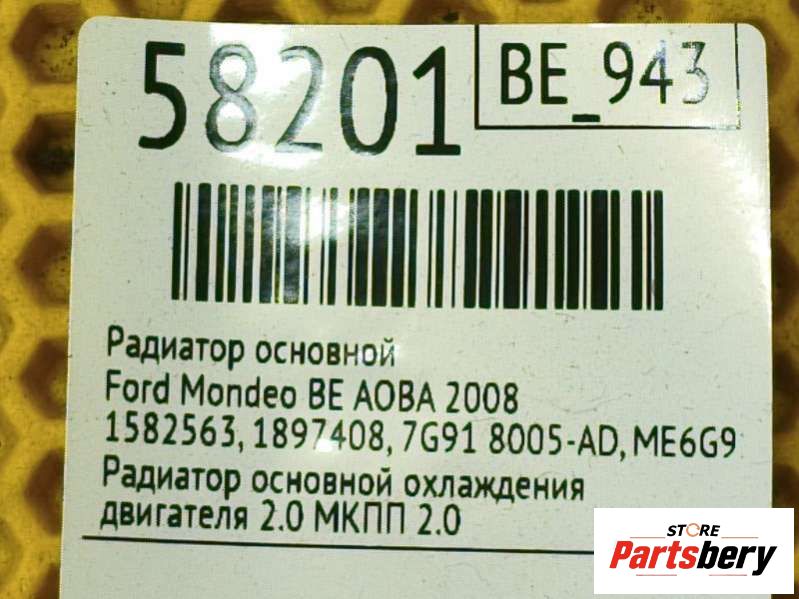 58201
BE_943
Радиатор основной
Ford Mondeo BE AOBA 2008
1582563, 1897408, 7G91 8005-AD, ME6G9
Радиатор основной охлаждения
двигателя 2.0 МКПП 2.0
STORE
Partsbery